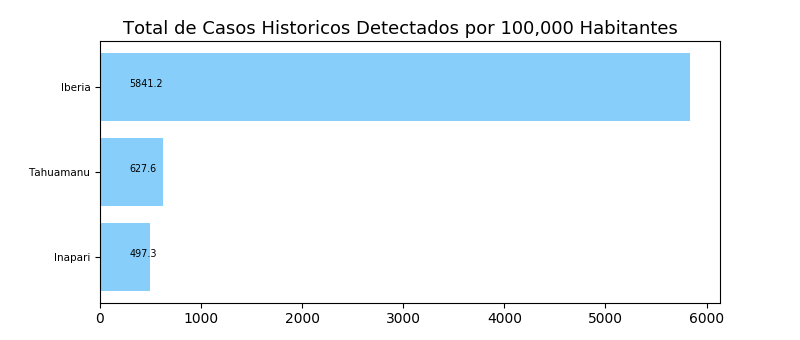 Total de Casos Historicos Detectados por 100,000 Habitantes
Iberia
5841.2
Tahuamanu
627.6
Inapari
497.3
0 1000 2000 3000 4000 5000 6000